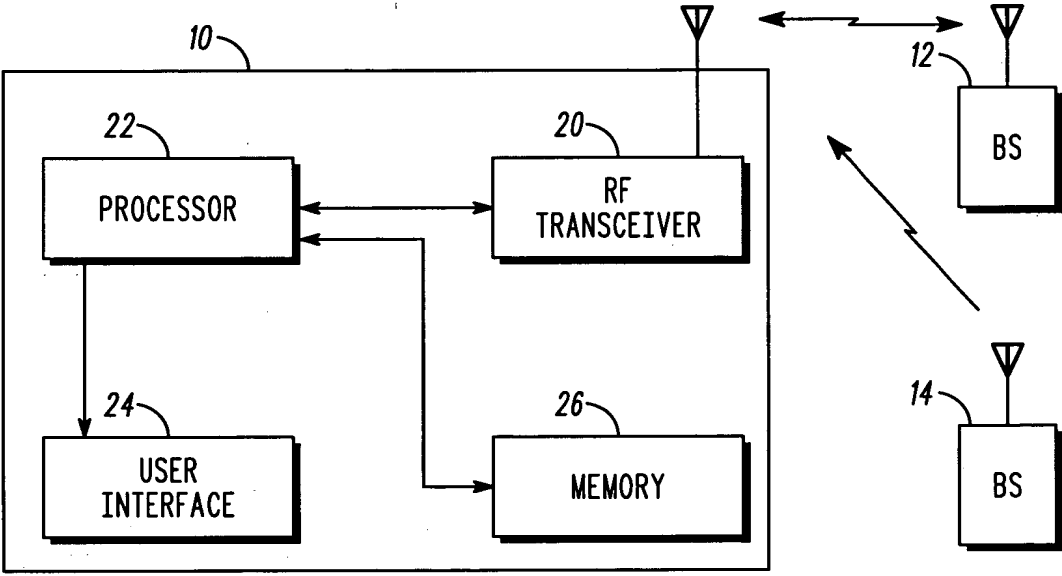 10
12
BS
22
PROCESSOR
20
RF
TRANSCEIVER
24
USER
INTERFACE
26
MEMORY
14
BS